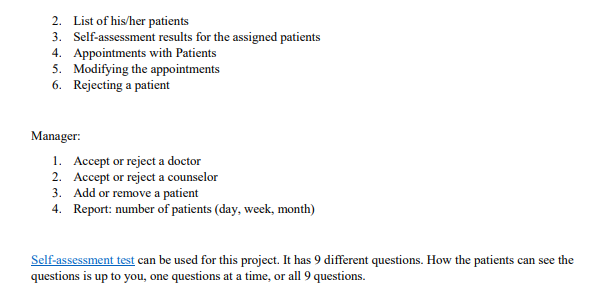 2. List of his/her patients
3. Self-assessment results for the assigned patients
4. Appointments with Patients
5. Modifying the appointments
6. Rejecting a patient
Manager:
1. Accept or reject a doctor
2. Accept or reject a counselor
3. Add or remove a patient
4. Report: number of patients (day, week, month)
Self-assessment test can be used for this project. It has 9 different questions. How the patients can see the
questions is up to you, one questions at a time, or all 9 questions.